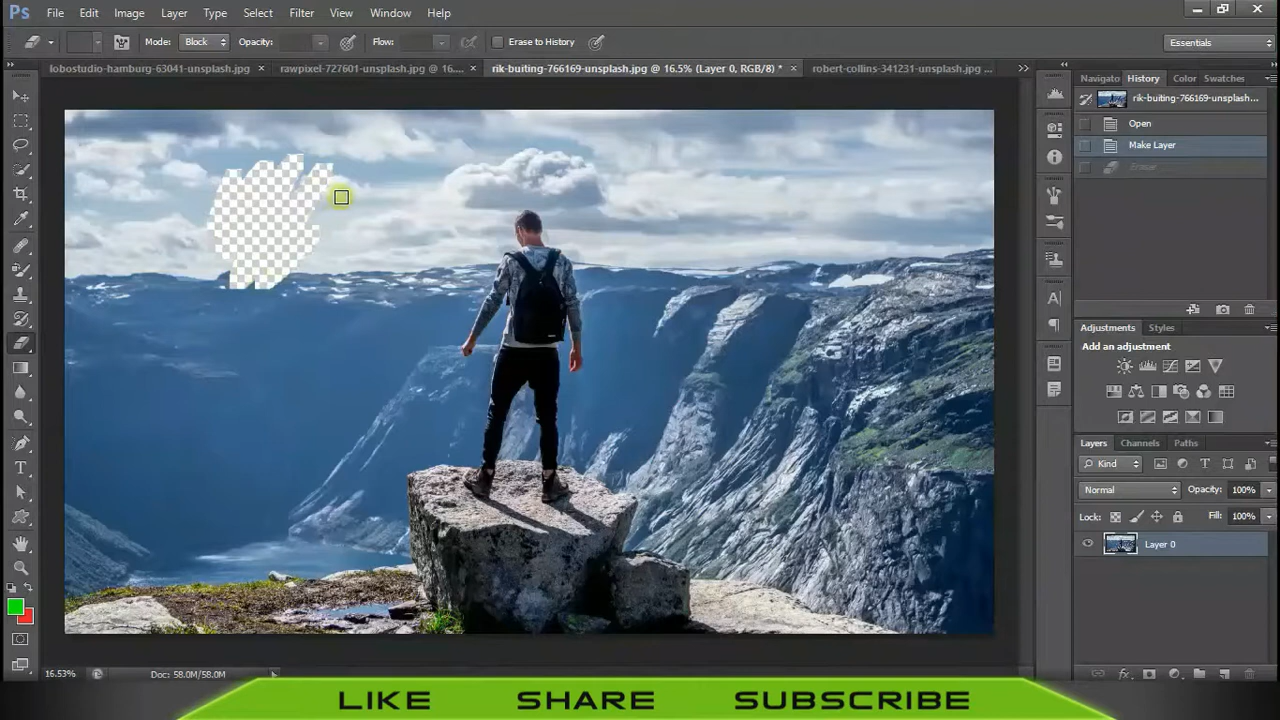 Ps File Edit Image Layer Type Select Filter View Window Help
Mode: Block Opacity: Flow: Erase to History Essentials
lobostudio-hamburg-63041-unsplash.jpg × rawpixel-727601-unsplash.jpg @ 16.... × rik-buiting-766169-unsplash.jpg @ 16.5% (Layer 0, RGB/8) * × robert-collins-341231-unsplash.jpg ...
Navigato History Color Swatches
rik-buiting-766169-unsplash...
Open
Make Layer
Erase
Adjustments Styles
Add an adjustment
Layers Channels Paths
Kind
Normal Opacity: 100%
Lock: Fill: 100%
Layer 0
16.53% Doc: 58.0M/58.0M
LIKE SHARE SUBSCRIBE